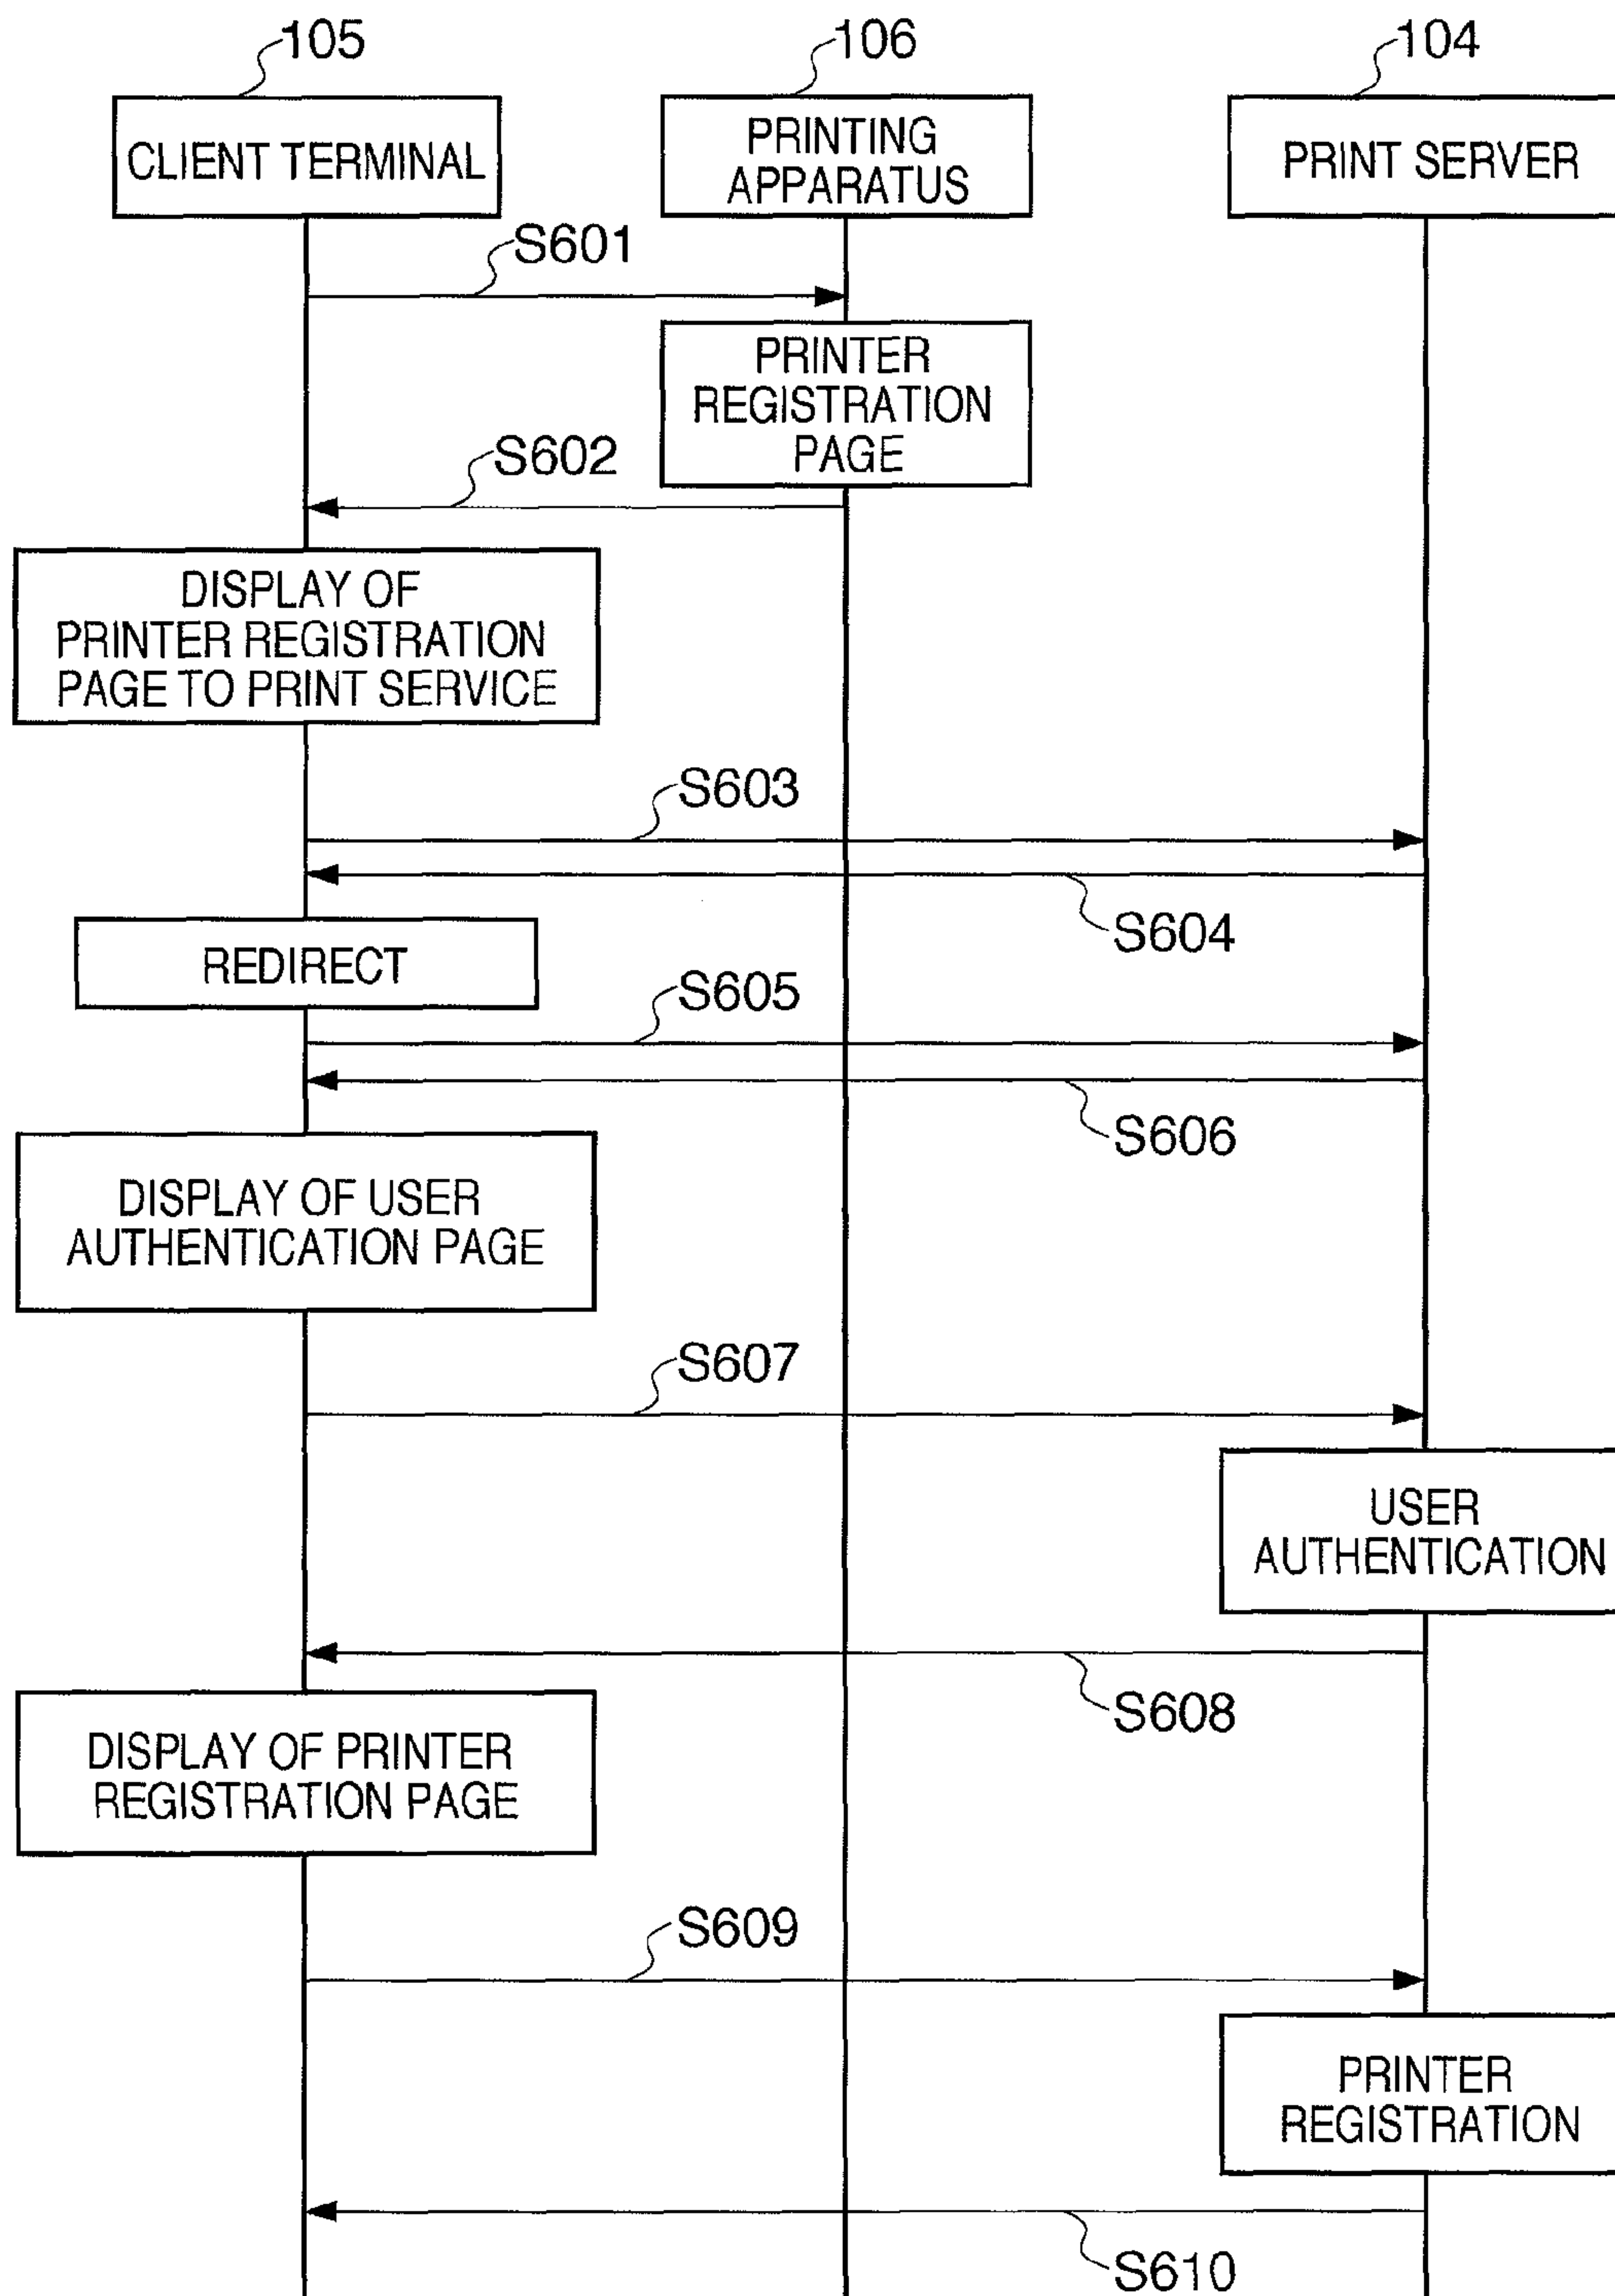 105
106
104
CLIENT TERMINAL
PRINTING
APPARATUS
PRINT SERVER
S601
PRINTER
REGISTRATION
PAGE
S602
DISPLAY OF
PRINTER REGISTRATION
PAGE TO PRINT SERVICE
S603
S604
REDIRECT
S605
S606
DISPLAY OF USER
AUTHENTICATION PAGE
S607
USER
AUTHENTICATION
S608
DISPLAY OF PRINTER
REGISTRATION PAGE
S609
PRINTER
REGISTRATION
S610